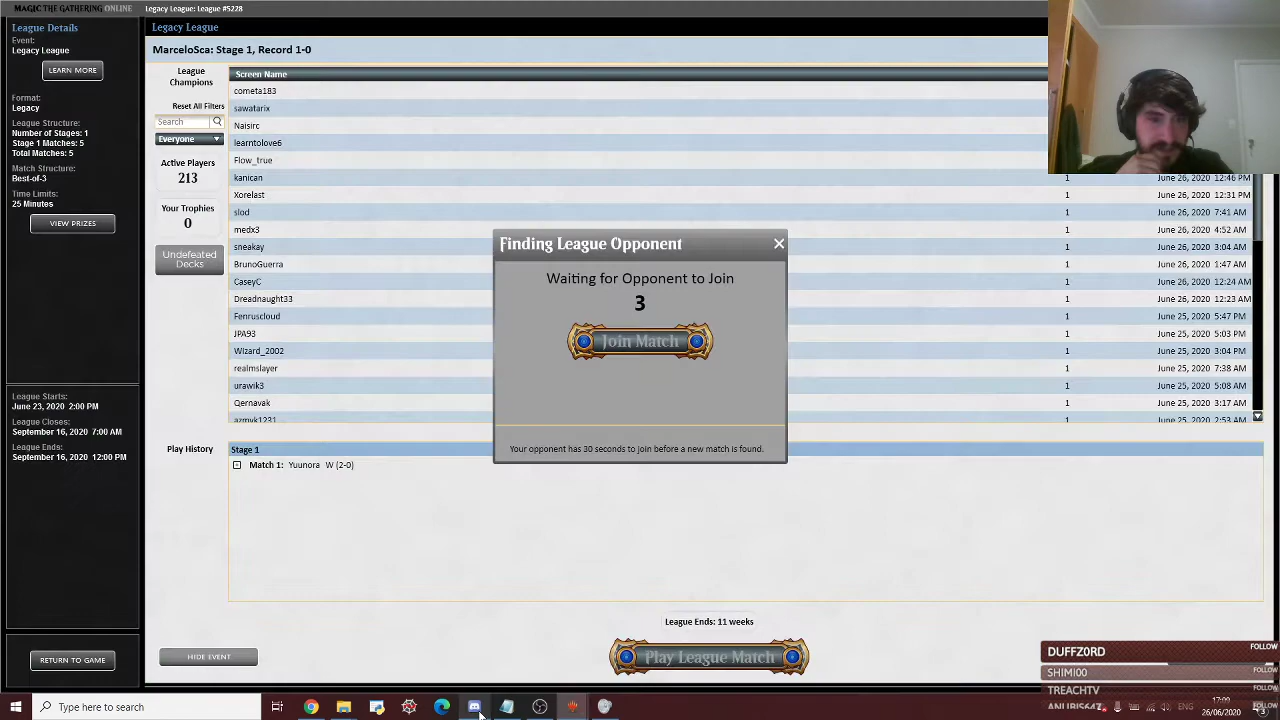 MAGIC THE GATHERING ONLINE
Legacy League: League #5228
League Details
Event:
Legacy League
LEARN MORE
Format:
Legacy
League Structure:
Number of Stages: 1
Stage 1 Matches: 5
Total Matches: 5
Match Structure:
Best-of-3
Time Limits:
25 Minutes
VIEW PRIZES
League Starts:
June 23, 2020 2:00 PM
League Closes:
September 16, 2020 7:00 AM
League Ends:
September 16, 2020 12:00 PM
RETURN TO GAME
Legacy League
MarceloSca: Stage 1, Record 1-0
League Champions
Reset All Filters
Search
Everyone
Active Players
213
Your Trophies
0
Undefeated Decks
Screen Name
cometa183
sawatarix
Naisirc
learntolove6
Flow_true
kanican 1 June 26, 2020 12:46 PM
Xorelast 1 June 26, 2020 12:31 PM
slod 1 June 26, 2020 7:41 AM
medx3 1 June 26, 2020 4:52 AM
sneakay 1 June 26, 2020 3:04 AM
BrunoGuerra 1 June 26, 2020 1:47 AM
CaseyC 1 June 26, 2020 12:24 AM
Dreadnaught33 1 June 26, 2020 12:23 AM
Fenruscloud 1 June 25, 2020 5:47 PM
JPA93 1 June 25, 2020 5:03 PM
Wizard_2002 1 June 25, 2020 3:04 PM
realmslayer 1 June 25, 2020 7:38 AM
urawik3 1 June 25, 2020 5:08 AM
Qernavak 1 June 25, 2020 3:17 AM
azmyk1231 1 June 25, 2020 2:53 AM
Finding League Opponent
Waiting for Opponent to Join
3
Join Match
Your opponent has 30 seconds to join before a new match is found.
Play History
Stage 1
Match 1: Yuunora W (2-0)
League Ends: 11 weeks
HIDE EVENT
Play League Match
DUFFZ0RD FOLLOW
SHIMI00 FOLLOW
TREACHTV FOLLOW
Type here to search
ENG
17:09
26/06/2020
3